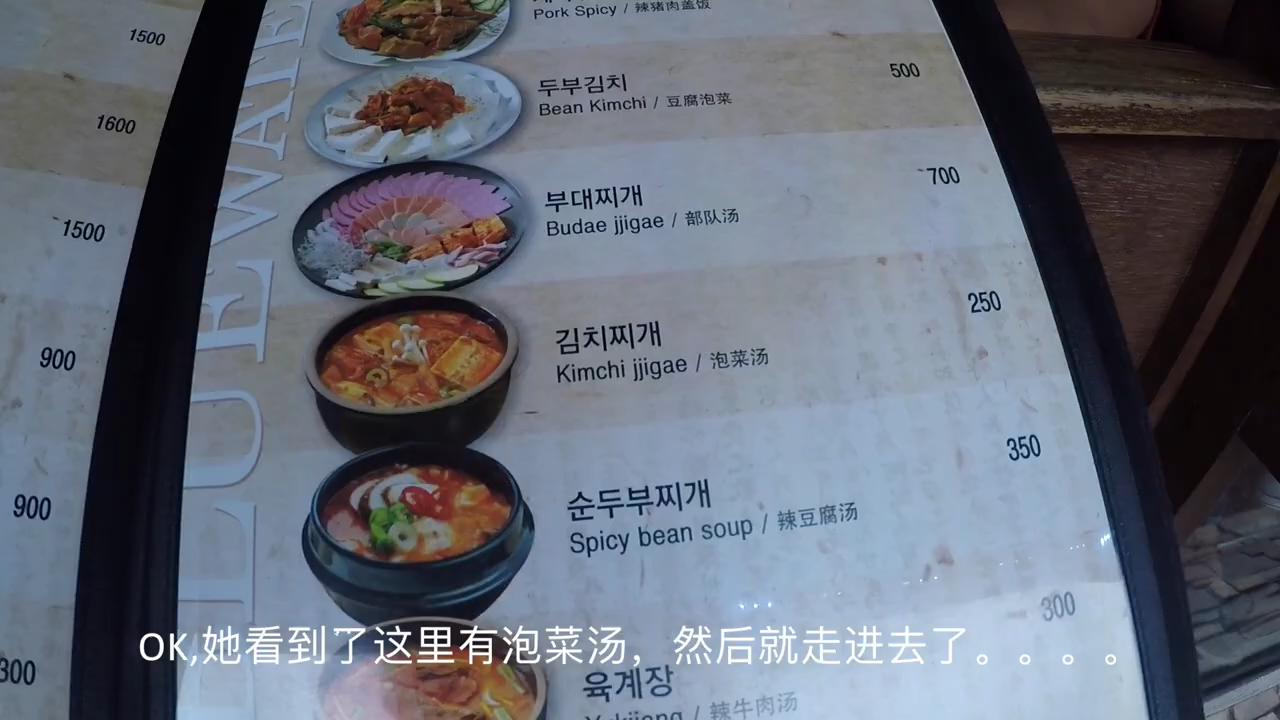 1500
1600
1500
900
900
300
LUE WAVE
Pork Spicy / 辣猪肉盖饭
두부김치 500
Bean Kimchi / 豆腐泡菜
부대찌개 700
Budae jjigae / 部队汤
김치찌개 250
Kimchi jjigae / 泡菜汤
순두부찌개 350
Spicy bean soup / 辣豆腐汤
육계장 300
Yukijang / 辣牛肉汤
OK,她看到了这里有泡菜汤，然后就走进去了。。。。